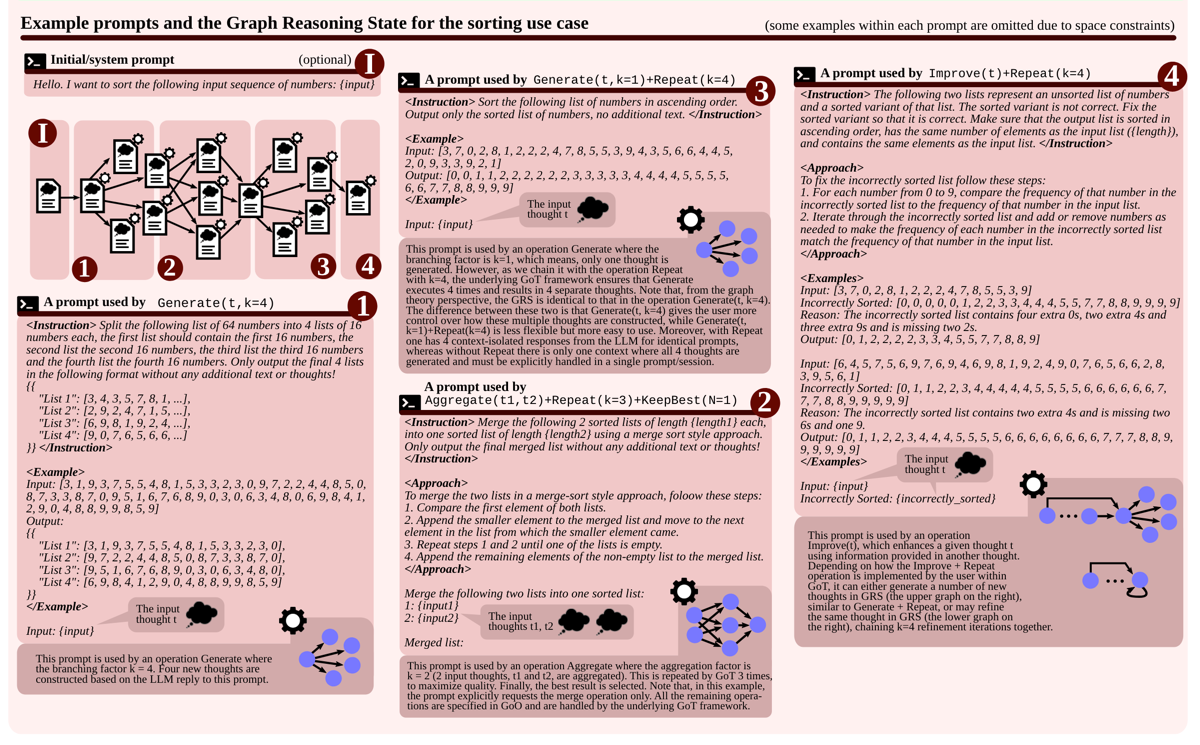 Example prompts and the Graph Reasoning State for the sorting use case
(some examples within each prompt are omitted due to space constraints)
Initial/system prompt
(optional)
I
Hello. I want to sort the following input sequence of numbers: {input}
I
1
2
3
4
A prompt used by Generate(t,k=4)
1
<Instruction> Split the following list of 64 numbers into 4 lists of 16
numbers each, the first list should contain the first 16 numbers, the
second list the second 16 numbers, the third list the third 16 numbers
and the fourth list the fourth 16 numbers. Only output the final 4 lists
in the following format without any additional text or thoughts!
{{
"List 1": [3, 4, 3, 5, 7, 8, 1, ...],
"List 2": [2, 9, 2, 4, 7, 1, 5, ...],
"List 3": [6, 9, 8, 1, 9, 2, 4, ...],
"List 4": [9, 0, 7, 6, 5, 6, 6, ...]
}} </Instruction>
<Example>
Input: [3, 1, 9, 3, 7, 5, 5, 4, 8, 1, 5, 3, 3, 2, 3, 0, 9, 7, 2, 2, 4, 4, 8, 5, 0,
8, 7, 3, 3, 8, 7, 0, 9, 5, 1, 6, 7, 6, 8, 9, 0, 3, 0, 6, 3, 4, 8, 0, 6, 9, 8, 4, 1,
2, 9, 0, 4, 8, 8, 9, 9, 8, 5, 9]
Output:
{{
"List 1": [3, 1, 9, 3, 7, 5, 5, 4, 8, 1, 5, 3, 3, 2, 3, 0],
"List 2": [9, 7, 2, 2, 4, 4, 8, 5, 0, 8, 7, 3, 3, 8, 7, 0],
"List 3": [9, 5, 1, 6, 7, 6, 8, 9, 0, 3, 0, 6, 3, 4, 8, 0],
"List 4": [6, 9, 8, 4, 1, 2, 9, 0, 4, 8, 8, 9, 9, 8, 5, 9]
}}
</Example>
The input
thought t
Input: {input}
This prompt is used by an operation Generate where
the branching factor k = 4. Four new thoughts are
constructed based on the LLM reply to this prompt.
A prompt used by Generate(t,k=1)+Repeat(k=4)
3
<Instruction> Sort the following list of numbers in ascending order.
Output only the sorted list of numbers, no additional text. </Instruction>
<Example>
Input: [3, 7, 0, 2, 8, 1, 2, 2, 2, 4, 7, 8, 5, 5, 3, 9, 4, 3, 5, 6, 6, 4, 4, 5,
2, 0, 9, 3, 3, 9, 2, 1]
Output: [0, 0, 1, 1, 2, 2, 2, 2, 2, 2, 3, 3, 3, 3, 3, 4, 4, 4, 4, 5, 5, 5, 5,
6, 6, 7, 7, 8, 8, 9, 9, 9]
</Example>
The input
thought t
Input: {input}
This prompt is used by an operation Generate where the
branching factor is k=1, which means, only one thought is
generated. However, as we chain it with the operation Repeat
with k=4, the underlying GoT framework ensures that Generate
executes 4 times and results in 4 separate thoughts. Note that, from the graph
theory perspective, the GRS is identical to that in the operation Generate(t, k=4).
The difference between these two is that Generate(t, k=4) gives the user more
control over how these multiple thoughts are constructed, while Generate(t,
k=1)+Repeat(k=4) is less flexible but more easy to use. Moreover, with Repeat
one has 4 context-isolated responses from the LLM for identical prompts,
whereas without Repeat there is only one context where all 4 thoughts are
generated and must be explicitly handled in a single prompt/session.
A prompt used by
Aggregate(t1,t2)+Repeat(k=3)+KeepBest(N=1)
2
<Instruction> Merge the following 2 sorted lists of length {length1} each,
into one sorted list of length {length2} using a merge sort style approach.
Only output the final merged list without any additional text or thoughts!
</Instruction>
<Approach>
To merge the two lists in a merge-sort style approach, foloow these steps:
1. Compare the first element of both lists.
2. Append the smaller element to the merged list and move to the next
element in the list from which the smaller element came.
3. Repeat steps 1 and 2 until one of the lists is empty.
4. Append the remaining elements of the non-empty list to the merged list.
</Approach>
Merge the following two lists into one sorted list:
1: {input1}
2: {input2}
The input
thoughts t1, t2
Merged list:
This prompt is used by an operation Aggregate where the aggregation factor is
k = 2 (2 input thoughts, t1 and t2, are aggregated). This is repeated by GoT 3 times,
to maximize quality. Finally, the best result is selected. Note that, in this example,
the prompt explicitly requests the merge operation only. All the remaining opera-
tions are specified in GoO and are handled by the underlying GoT framework.
A prompt used by Improve(t)+Repeat(k=4)
4
<Instruction> The following two lists represent an unsorted list of numbers
and a sorted variant of that list. The sorted variant is not correct. Fix the
sorted variant so that it is correct. Make sure that the output list is sorted in
ascending order, has the same number of elements as the input list ({length}),
and contains the same elements as the input list. </Instruction>
<Approach>
To fix the incorrectly sorted list follow these steps:
1. For each number from 0 to 9, compare the frequency of that number in the
incorrectly sorted list to the frequency of that number in the input list.
2. Iterate through the incorrectly sorted list and add or remove numbers as
needed to make the frequency of each number in the incorrectly sorted list
match the frequency of that number in the input list.
</Approach>
<Examples>
Input: [3, 7, 0, 2, 8, 1, 2, 2, 2, 4, 7, 8, 5, 5, 3, 9]
Incorrectly Sorted: [0, 0, 0, 0, 0, 1, 2, 2, 3, 3, 4, 4, 4, 5, 5, 7, 7, 8, 8, 9, 9, 9, 9]
Reason: The incorrectly sorted list contains four extra 0s, two extra 4s and
three extra 9s and is missing two 2s.
Output: [0, 1, 2, 2, 2, 2, 3, 3, 4, 5, 5, 7, 7, 8, 8, 9]
Input: [6, 4, 5, 7, 5, 6, 9, 7, 6, 9, 4, 6, 9, 8, 1, 9, 2, 4, 9, 0, 7, 6, 5, 6, 6, 2, 8,
3, 9, 5, 6, 1]
Incorrectly Sorted: [0, 1, 1, 2, 2, 3, 4, 4, 4, 4, 4, 5, 5, 5, 5, 6, 6, 6, 6, 6, 6, 7,
7, 7, 8, 8, 9, 9, 9, 9, 9]
Reason: The incorrectly sorted list contains two extra 4s and is missing two
6s and one 9.
Output: [0, 1, 1, 2, 2, 3, 4, 4, 4, 5, 5, 5, 5, 6, 6, 6, 6, 6, 6, 6, 6, 7, 7, 7, 8, 8, 9,
9, 9, 9, 9, 9]
</Examples>
The input
thought t
Input: {input}
Incorrectly Sorted: {incorrectly_sorted}
This prompt is used by an operation
Improve(t), which enhances a given thought t
using information provided in another thought.
Depending on how the Improve + Repeat
operation is implemented by the user within
GoT, it can either generate a number of new
thoughts in GRS (the upper graph on the right),
similar to Generate + Repeat, or may refine
the same thought in GRS (the lower graph on
the right), chaining k=4 refinement iterations together.